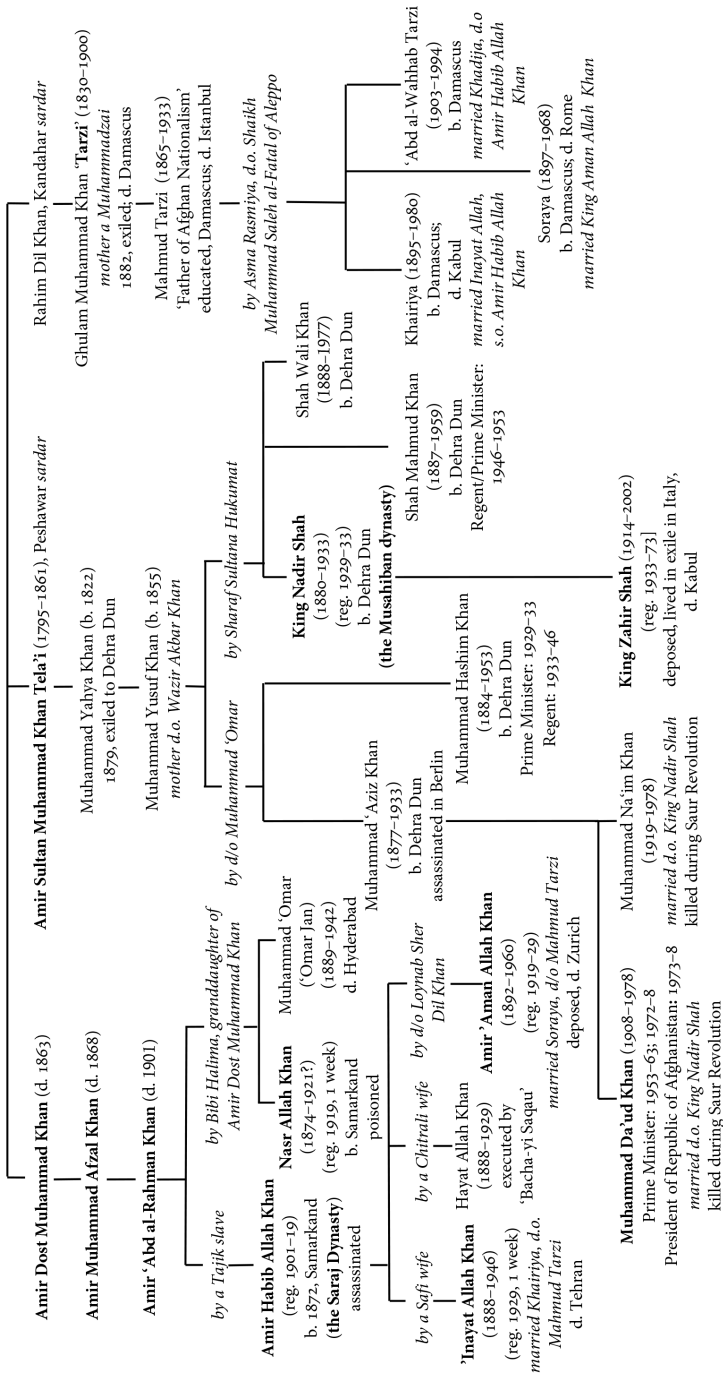 Amir Dost Muhammad Khan (d. 1863)
Amir Muhammad Afzal Khan (d. 1868)
Amir ‘Abd al-Rahman Khan (d. 1901)
by a Tajik slave
Amir Habib Allah Khan
(reg. 1901–19)
b. 1872, Samarkand
(the Saraj Dynasty)
assassinated
by Bibi Halima, granddaughter of
Amir Dost Muhammad Khan
Nasr Allah Khan
(1874–1921?)
(reg. 1919, 1 week)
b. Samarkand
poisoned
Muhammad ‘Omar
(‘Omar Jan)
(1889–1942)
d. Hyderabad
by a Safi wife
’Inayat Allah Khan
(1888–1946)
(reg. 1929, 1 week)
married Khairiya, d.o.
Mahmud Tarzi
d. Tehran
by a Chitrali wife
Hayat Allah Khan
(1888–1929)
executed by
‘Bacha-yi Saqau’
by d/o Loynab Sher
Dil Khan
Amir ’Aman Allah Khan
(1892–1960)
(reg. 1919–29)
married Soraya, d/o Mahmud Tarzi
deposed, d. Zurich
Amir Sultan Muhammad Khan Tela’i (1795–1861), Peshawar sardar
Muhammad Yahya Khan (b. 1822)
1879, exiled to Dehra Dun
Muhammad Yusuf Khan (b. 1855)
mother d.o. Wazir Akbar Khan
by d/o Muhammad ‘Omar
Muhammad ‘Aziz Khan
(1877–1933)
b. Dehra Dun
assassinated in Berlin
Muhammad Hashim Khan
(1884–1953)
b. Dehra Dun
Prime Minister: 1929–33
Regent: 1933–46
by Sharaf Sultana Hukumat
King Nadir Shah
(1880–1933)
(reg. 1929–33)
b. Dehra Dun
(the Musahiban dynasty)
Shah Mahmud Khan
(1887–1959)
b. Dehra Dun
Regent/Prime Minister:
1946–1953
Shah Wali Khan
(1888–1977)
b. Dehra Dun
Muhammad Da’ud Khan (1908–1978)
Prime Minister: 1953–63; 1972–8
President of Republic of Afghanistan: 1973–8
married d.o. King Nadir Shah
killed during Saur Revolution
Muhammad Na‘im Khan
(1919–1978)
married d.o. King Nadir Shah
killed during Saur Revolution
King Zahir Shah (1914–2002)
(reg. 1933–73]
deposed, lived in exile in Italy,
d. Kabul
Rahim Dil Khan, Kandahar sardar
Ghulam Muhammad Khan ‘Tarzi’ (1830–1900)
mother a Muhammadzai
1882, exiled; d. Damascus
Mahmud Tarzi (1865–1933)
‘Father of Afghan Nationalism’
educated, Damascus; d. Istanbul
by Asma Rasmiya, d.o. Shaikh
Muhammad Saleh al-Fatal of Aleppo
Khairiya (1895–1980)
b. Damascus;
d. Kabul
married Inayat Allah,
s.o. Amir Habib Allah
Khan
Soraya (1897–1968)
b. Damascus; d. Rome
married King Aman Allah Khan
‘Abd al-Wahhab Tarzi
(1903–1994)
b. Damascus
married Khadija, d.o
Amir Habib Allah
Khan